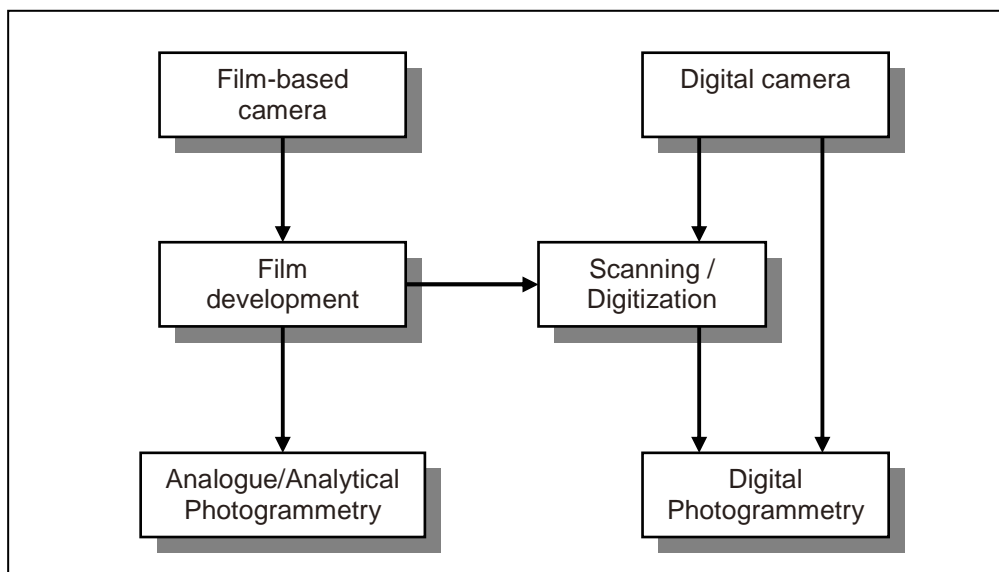 Film-based
camera
Digital camera
Film
development
Scanning /
Digitization
Analogue/Analytical
Photogrammetry
Digital
Photogrammetry